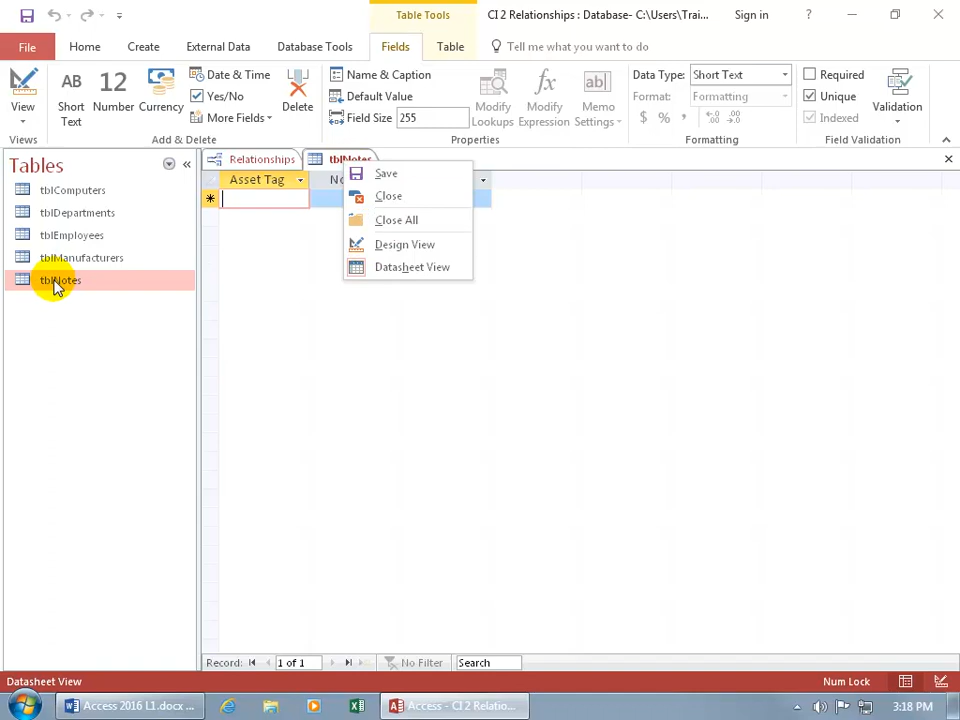 Table Tools
CI 2 Relationships : Database- C:\Users\Trai...
Sign in
?
File
Home
Create
External Data
Database Tools
Fields
Table
Tell me what you want to do
View
Views
AB
Short
Text
12
Number
Currency
Date & Time
Yes/No
More Fields
Delete
Add & Delete
Name & Caption
Default Value
Field Size 255
Modify
Lookups
fx
Modify
Expression
ab
Memo
Settings
Properties
Data Type: Short Text
Format: Formatting
$ % ,
Formatting
Required
Unique
Indexed
Validation
Field Validation
Tables
tblComputers
tblDepartments
tblEmployees
tblManufacturers
tblNotes
Relationships
tblNotes
Asset Tag
No
Save
Close
Close All
Design View
Datasheet View
Record: 1 of 1
No Filter
Search
Datasheet View
Num Lock
Access 2016 L1.docx ...
Access - CI 2 Relatio...
3:18 PM